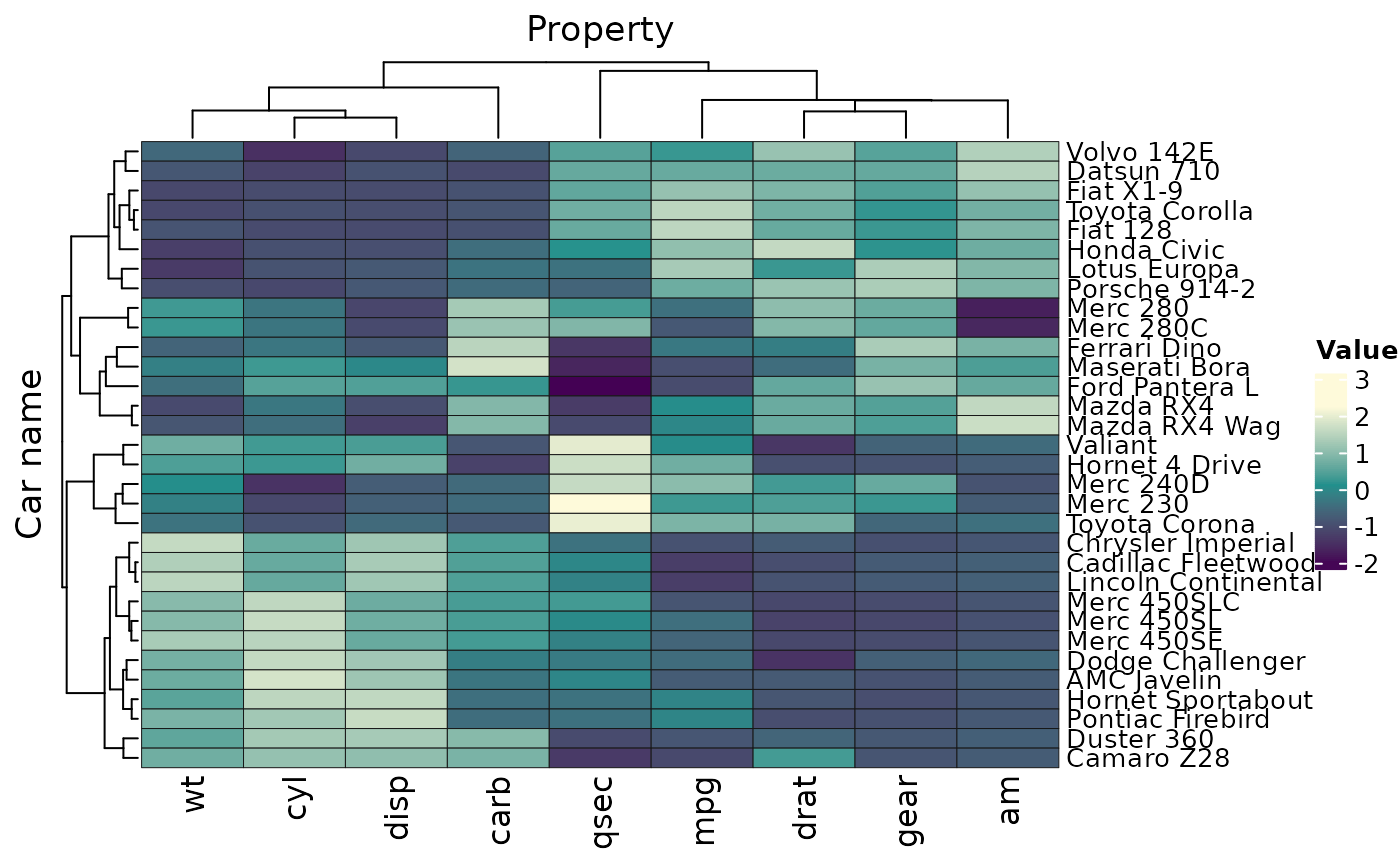 Property
Volvo 142E
Datsun 710
Fiat X1-9
Toyota Corolla
Fiat 128
Honda Civic
Lotus Europa
Porsche 914-2
Merc 280
Merc 280C
Ferrari Dino
Maserati Bora
Ford Pantera L
Mazda RX4
Mazda RX4 Wag
Valiant
Hornet 4 Drive
Merc 240D
Merc 230
Toyota Corona
Chrysler Imperial
Cadillac Fleetwood
Lincoln Continental
Merc 450SLC
Merc 450SL
Merc 450SE
Dodge Challenger
AMC Javelin
Hornet Sportabout
Pontiac Firebird
Duster 360
Camaro Z28
Car name
wt
cyl
disp
carb
qsec
mpg
drat
gear
am
Value
3
2
1
0
-1
-2